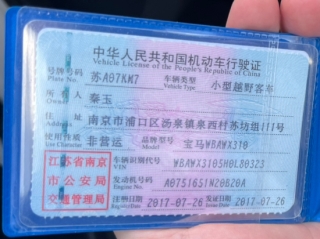 中华人民共和国机动车行驶证
Vehicle License of the People's Republic of China
号牌号码 Plate No. 苏A07KM7 车辆类型 Vehicle Type 小型越野客车
所有人 Owner 秦玉
住址 Address 南京市浦口区汤泉镇泉西村苏坊组111号
使用性质 Use Character 非营运 品牌型号 Model 宝马WBAWX310
江苏省南京市公安局交通管理局
车辆识别代号 VIN WBAWX310SH0L80323
发动机号码 Engine No. A0751651N20B20A
注册日期 2017-07-26 发证日期 2017-07-26